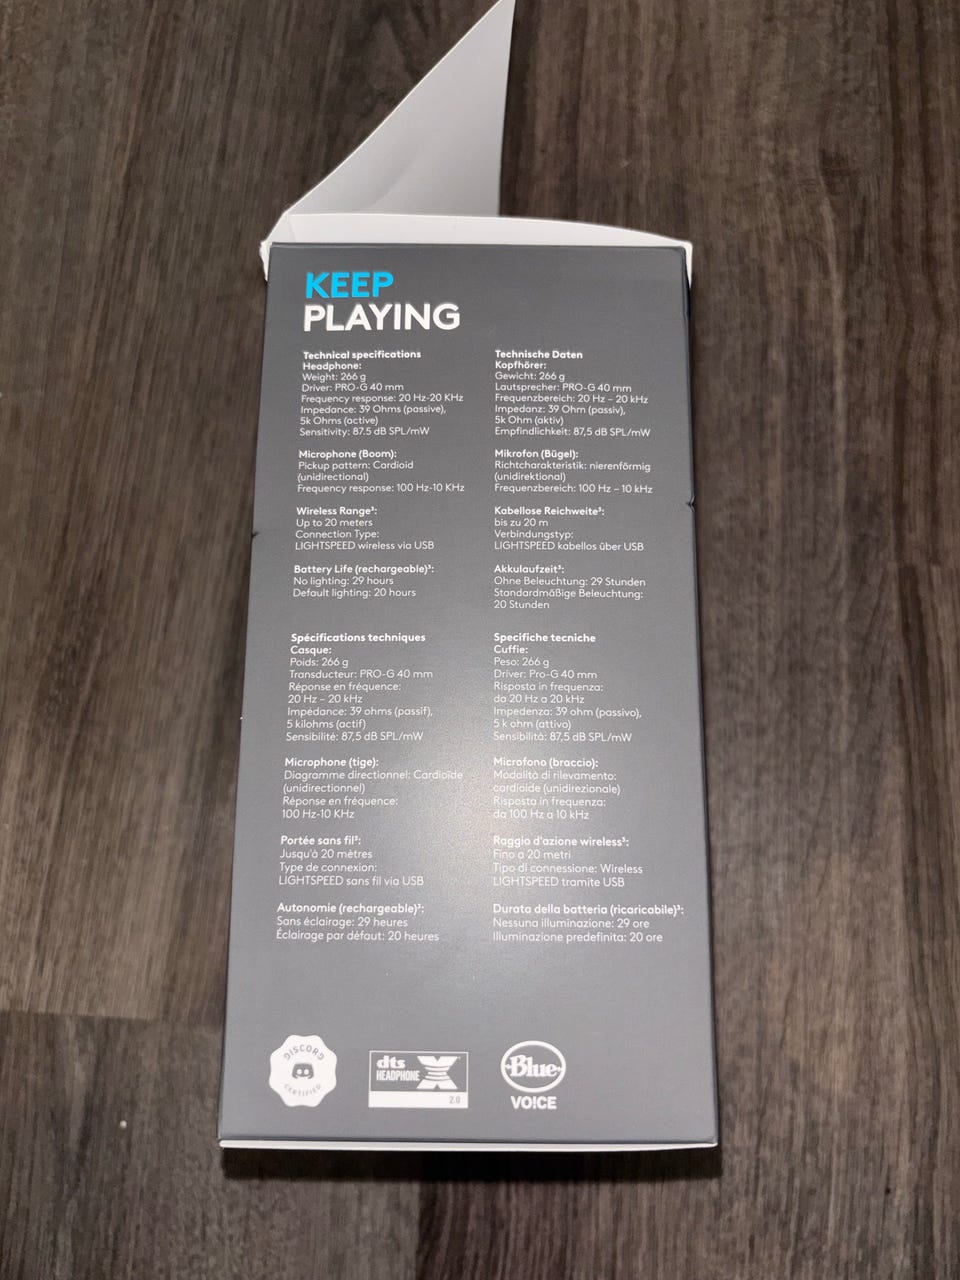 KEEP
PLAYING
Technical specifications
Headphone:
Weight: 266 g
Driver: PRO-G 40 mm
Frequency response: 20 Hz-20 KHz
Impedance: 39 Ohms (passive),
5k Ohms (active)
Sensitivity: 87.5 dB SPL/mW
Microphone (Boom):
Pickup pattern: Cardioid
(unidirectional)
Frequency response: 100 Hz-10 KHz
Wireless Range³:
Up to 20 meters
Connection Type:
LIGHTSPEED wireless via USB
Battery Life (rechargeable)³:
No lighting: 29 hours
Default lighting: 20 hours
Technische Daten
Kopfhörer:
Gewicht: 266 g
Lautsprecher: PRO-G 40 mm
Frequenzbereich: 20 Hz – 20 kHz
Impedanz: 39 Ohm (passiv),
5k Ohm (aktiv)
Empfindlichkeit: 87,5 dB SPL/mW
Mikrofon (Bügel):
Richtcharakteristik: nierenförmig
(unidirektional)
Frequenzbereich: 100 Hz – 10 kHz
Kabellose Reichweite³:
bis zu 20 m
Verbindungstyp:
LIGHTSPEED kabellos über USB
Akkulaufzeit³:
Ohne Beleuchtung: 29 Stunden
Standardmäßige Beleuchtung:
20 Stunden
Spécifications techniques
Casque:
Poids: 266 g
Transducteur: PRO-G 40 mm
Réponse en fréquence:
20 Hz – 20 kHz
Impédance: 39 ohms (passif),
5 kilohms (actif)
Sensibilité: 87,5 dB SPL/mW
Microphone (tige):
Diagramme directionnel: Cardioïde
(unidirectionnel)
Réponse en fréquence:
100 Hz-10 KHz
Portée sans fil³:
Jusqu'à 20 mètres
Type de connexion:
LIGHTSPEED sans fil via USB
Autonomie (rechargeable)³:
Sans éclairage: 29 heures
Éclairage par défaut: 20 heures
Specifiche tecniche
Cuffie:
Peso: 266 g
Driver: Pro-G 40 mm
Risposta in frequenza:
da 20 Hz a 20 kHz
Impedenza: 39 ohm (passivo),
5 k ohm (attivo)
Sensibilità: 87,5 dB SPL/mW
Microfono (braccio):
Modalità di rilevamento:
cardioide (unidirezionale)
Risposta in frequenza:
da 100 Hz a 10 kHz
Raggio d'azione wireless³:
Fino a 20 metri
Tipo di connessione: Wireless
LIGHTSPEED tramite USB
Durata della batteria (ricaricabile)³:
Nessuna illuminazione: 29 ore
Illuminazione predefinita: 20 ore
DISCORD
CERTIFIED
dts X
HEADPHONE
2.0
Blue
VO!CE